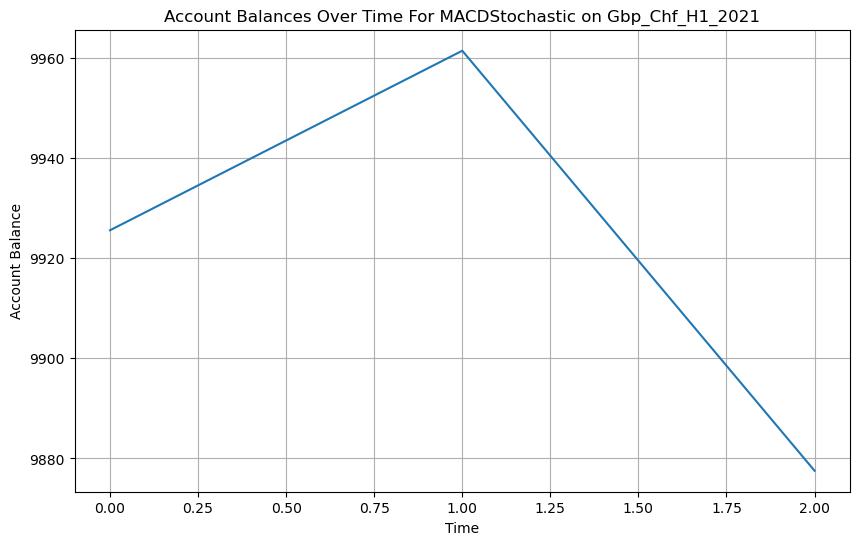 Account Balances Over Time For MACDStochastic on Gbp_Chf_H1_2021
Account Balance
9960
9940
9920
9900
9880
0.00 0.25 0.50 0.75 1.00 1.25 1.50 1.75 2.00
Time